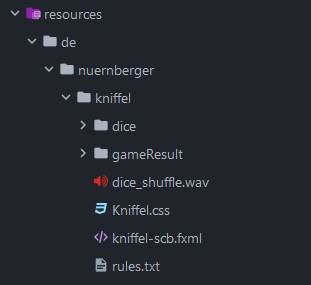 resources
de
nuernberger
kniffel
dice
gameResult
dice_shuffle.wav
Kniffel.css
kniffel-scb.fxml
rules.txt